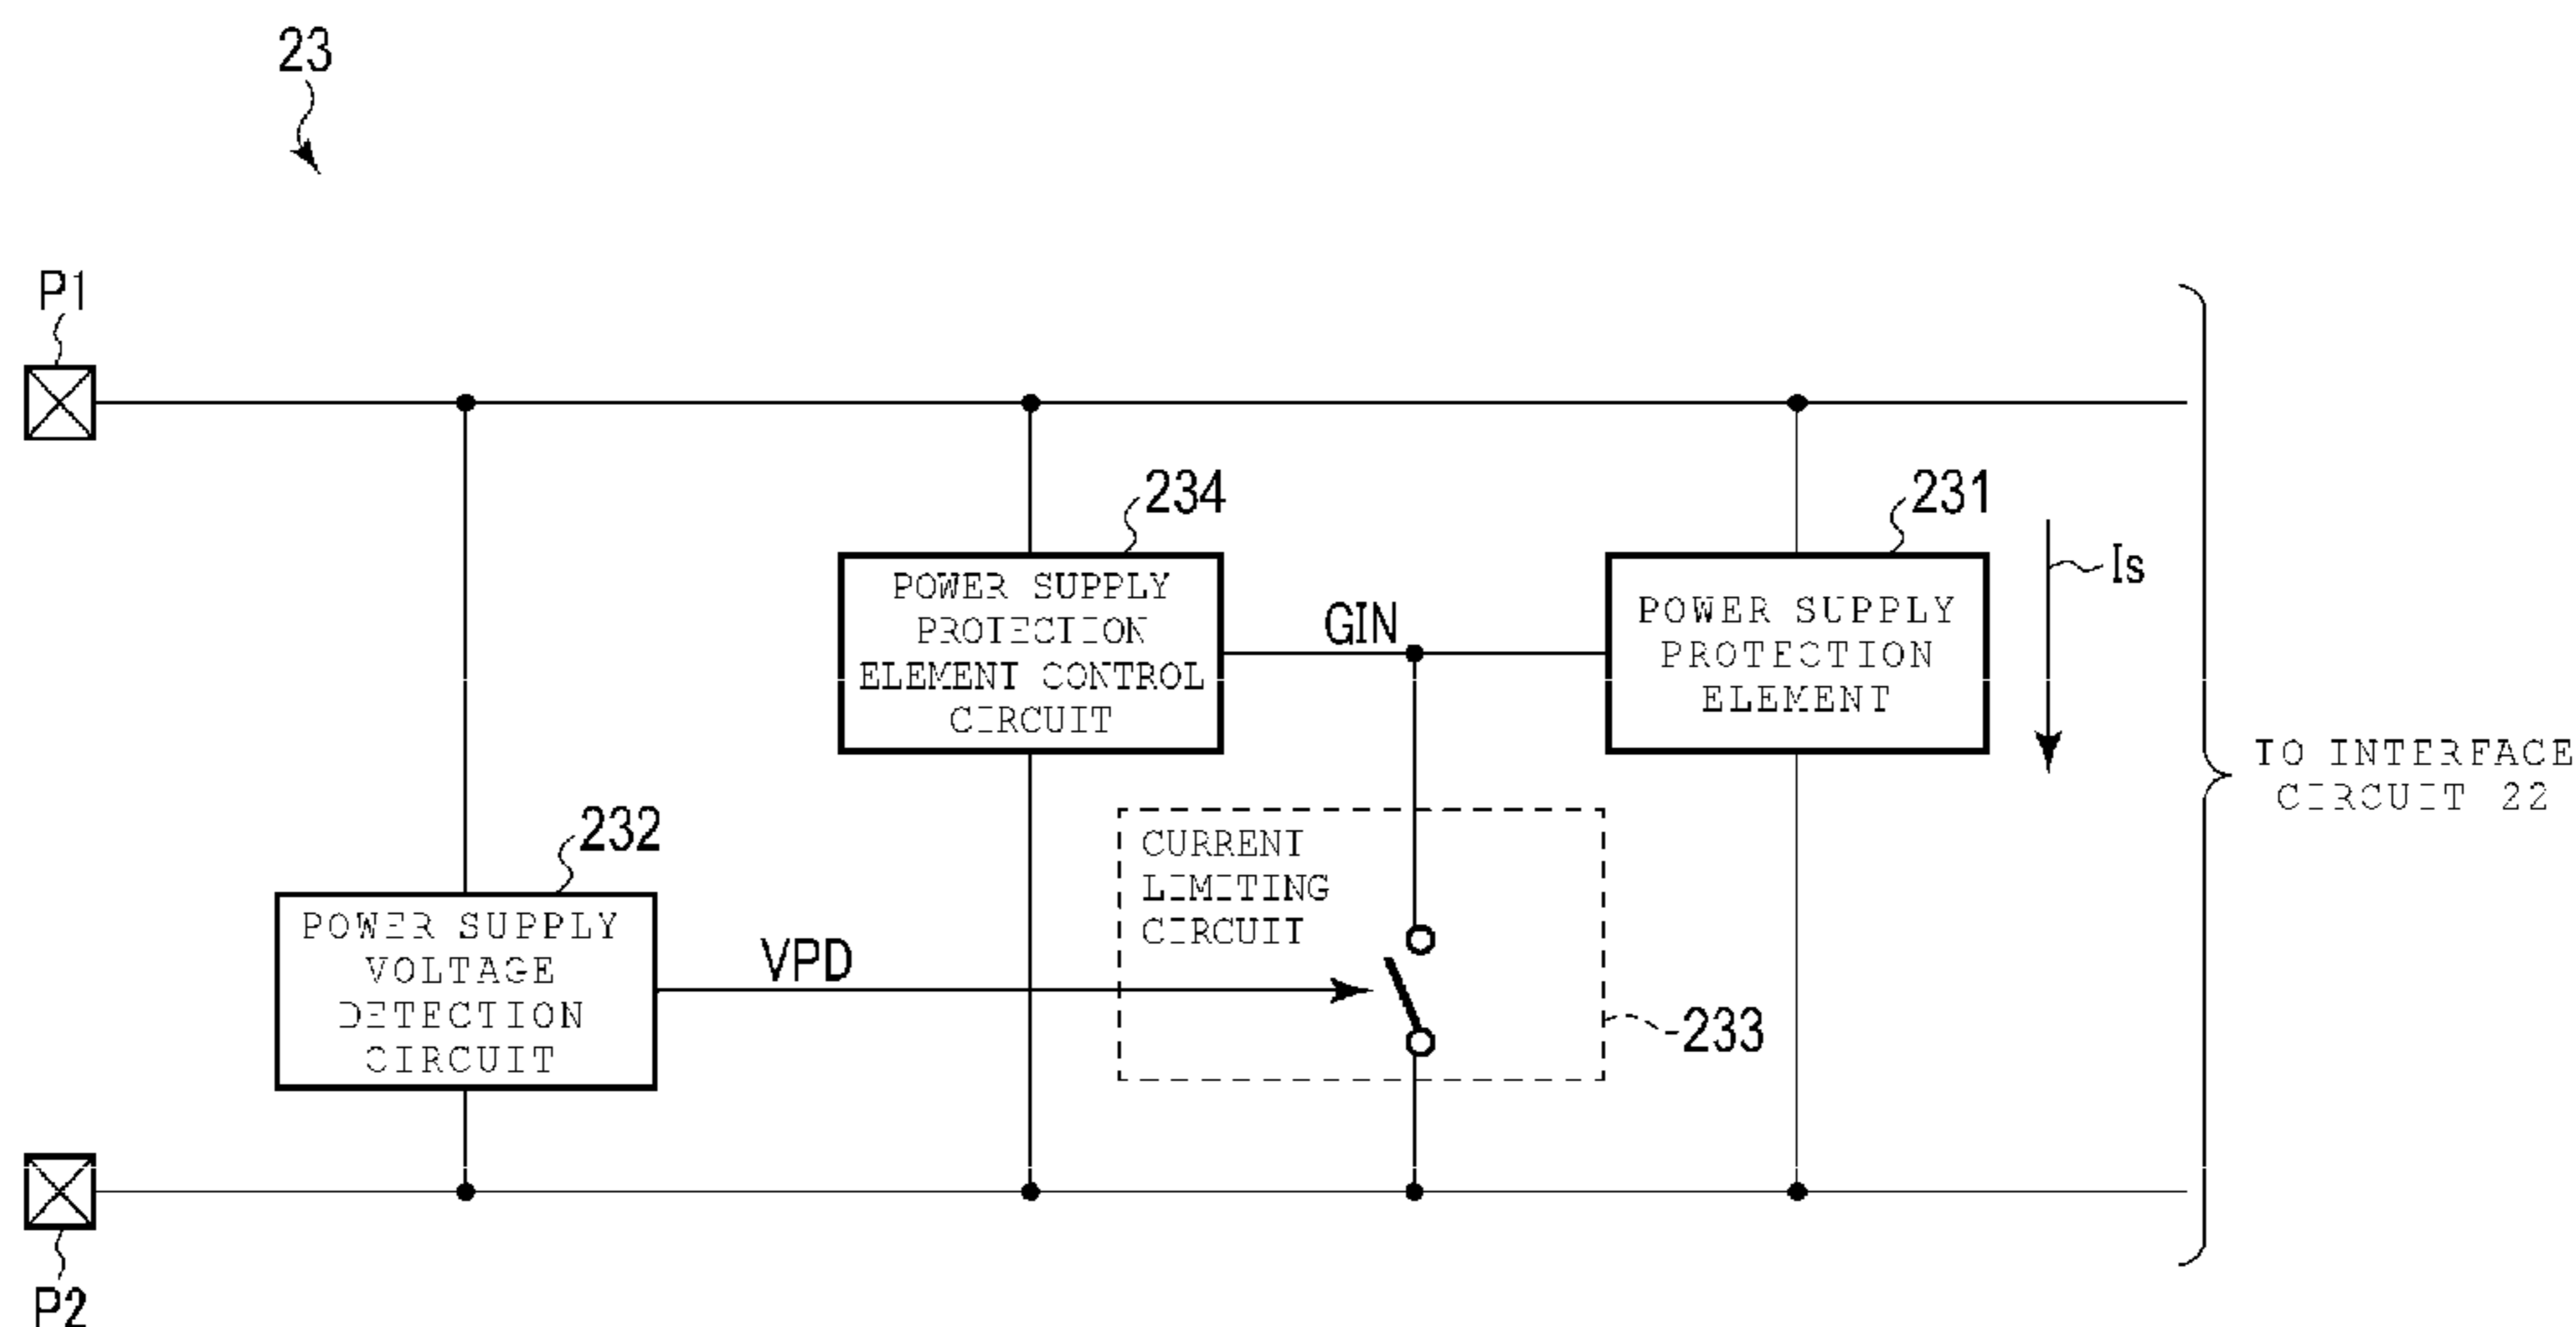 23
P1
234
231
POWER SUPPLY
PROTECTION
ELEMENT CONTROL
CIRCUIT
GIN
POWER SUPPLY
PROTECTION
ELEMENT
Is
TO INTERFACE
CIRCUIT 22
232
POWER SUPPLY
VOLTAGE
DETECTION
CIRCUIT
VPD
CURRENT
LIMITING
CIRCUIT
233
P2